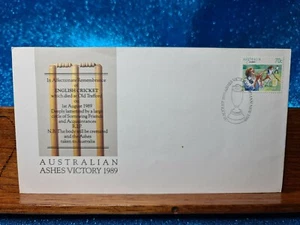 In Affectionate Remembrance
of
ENGLISH CRICKET
which died at Old Trafford
on
1st August 1989
Deeply lamented by a large
circle of Sorrowing Friends
and Acquaintances
R.I.P.
N.B. The body will be cremated
and the Ashes
taken to Australia
AUSTRALIAN
ASHES VICTORY 1989
AUSTRALIA